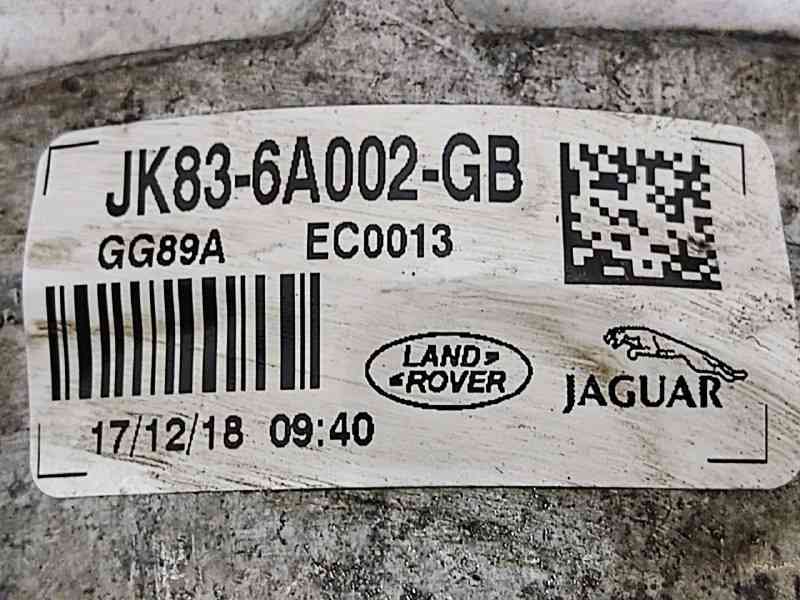 JK83-6A002-GB
GG89A EC0013
LAND ROVER
JAGUAR
17/12/18 09:40